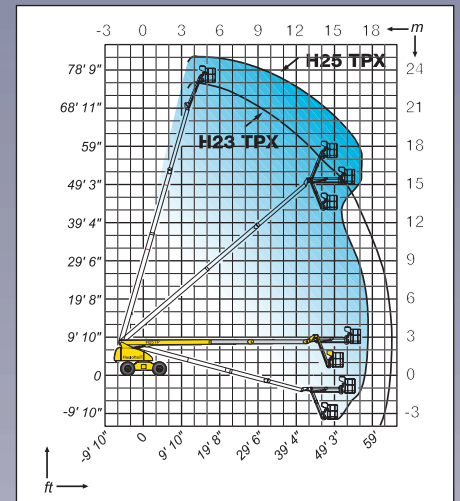 -3 0 3 6 9 12 15 18 m
H25 TPX
78' 9" 24
68' 11" 21
H23 TPX
59' 18
49' 3" 15
39' 4" 12
29' 6" 9
19' 8" 6
9' 10" 3
0 0
-9' 10" -3
-9' 10" 0 9' 10" 19' 8" 29' 6" 39' 4" 49' 3" 59'
ft